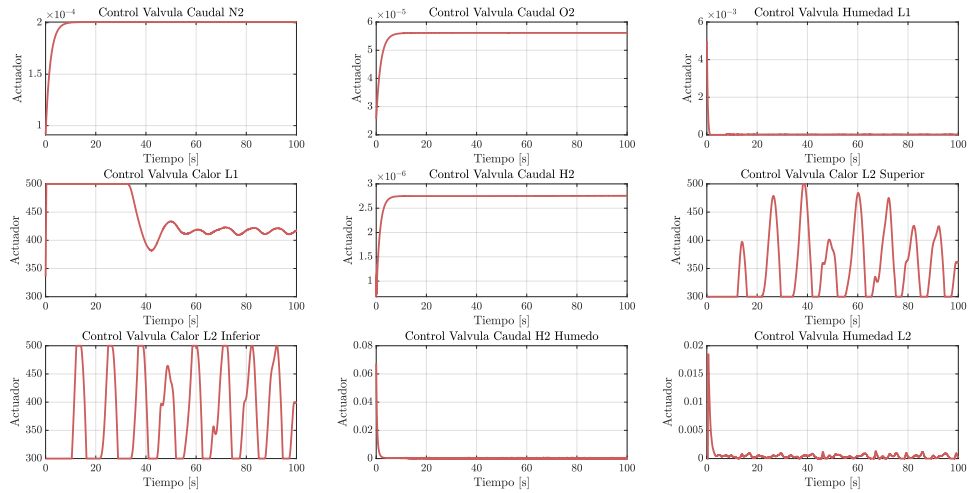 Control Valvula Caudal N2
×10⁻⁴
2
1.5
1
Actuador
0 20 40 60 80 100
Tiempo [s]
Control Valvula Caudal O2
×10⁻⁵
6
5
4
3
2
Actuador
0 20 40 60 80 100
Tiempo [s]
Control Valvula Humedad L1
×10⁻³
6
4
2
0
Actuador
0 20 40 60 80 100
Tiempo [s]
Control Valvula Calor L1
500
450
400
350
300
Actuador
0 20 40 60 80 100
Tiempo [s]
Control Valvula Caudal H2
×10⁻⁶
3
2.5
2
1.5
1
Actuador
0 20 40 60 80 100
Tiempo [s]
Control Valvula Calor L2 Superior
500
450
400
350
300
Actuador
0 20 40 60 80 100
Tiempo [s]
Control Valvula Calor L2 Inferior
500
450
400
350
300
Actuador
0 20 40 60 80 100
Tiempo [s]
Control Valvula Caudal H2 Humedo
0.08
0.06
0.04
0.02
0
Actuador
0 20 40 60 80 100
Tiempo [s]
Control Valvula Humedad L2
0.02
0.015
0.01
0.005
0
Actuador
0 20 40 60 80 100
Tiempo [s]